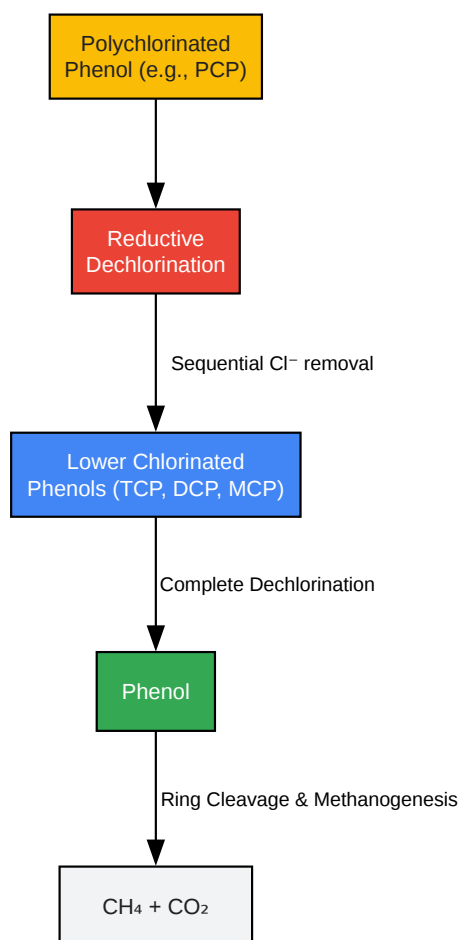 Polychlorinated
Phenol (e.g., PCP)
Reductive
Dechlorination
Sequential Cl⁻ removal
Lower Chlorinated
Phenols (TCP, DCP, MCP)
Complete Dechlorination
Phenol
Ring Cleavage & Methanogenesis
CH₄ + CO₂